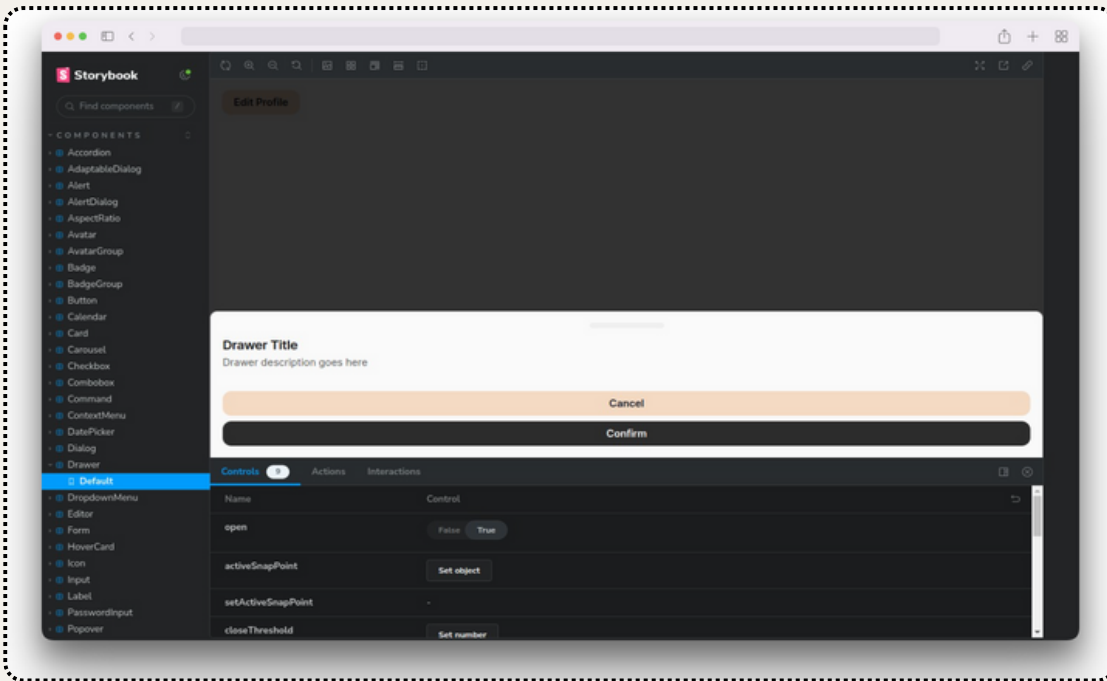 Storybook
Find components /
Edit Profile
COMPONENTS
Accordion
AdaptableDialog
Alert
AlertDialog
AspectRatio
Avatar
AvatarGroup
Badge
BadgeGroup
Button
Calendar
Card
Carousel
Checkbox
Combobox
Command
ContextMenu
DatePicker
Dialog
Drawer
Default
DropdownMenu
Editor
Form
HoverCard
Icon
Input
Label
PasswordInput
Popover
Drawer Title
Drawer description goes here
Cancel
Confirm
Controls 9 Actions Interactions
Name Control
open False True
activeSnapPoint Set object
setActiveSnapPoint -
closeThreshold Set number